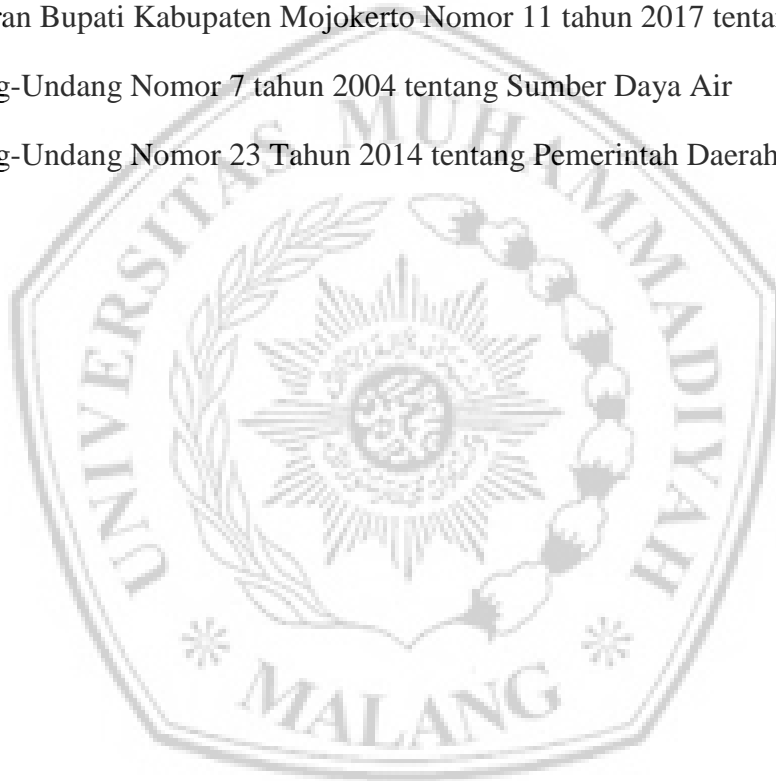 ran Bupati Kabupaten Mojokerto Nomor 11 tahun 2017 tenta
g-Undang Nomor 7 tahun 2004 tentang Sumber Daya Air
g-Undang Nomor 23 Tahun 2014 tentang Pemerintah Daerah
UNIVERSITAS MUHAMMADIYAH
MALANG